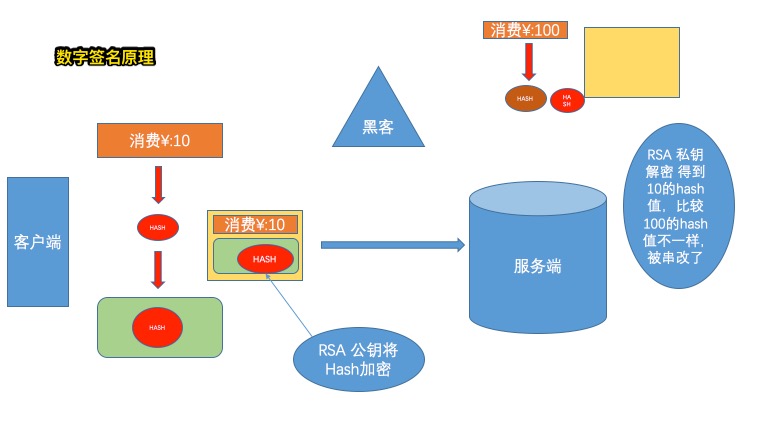 数字签名原理
消费¥:100
HASH
HA
SH
黑客
消费¥:10
客户端
HASH
HASH
消费¥:10
HASH
RSA 公钥将
Hash加密
服务端
RSA 私钥
解密 得到
10的hash
值，比较
100的hash
值不一样，
被串改了